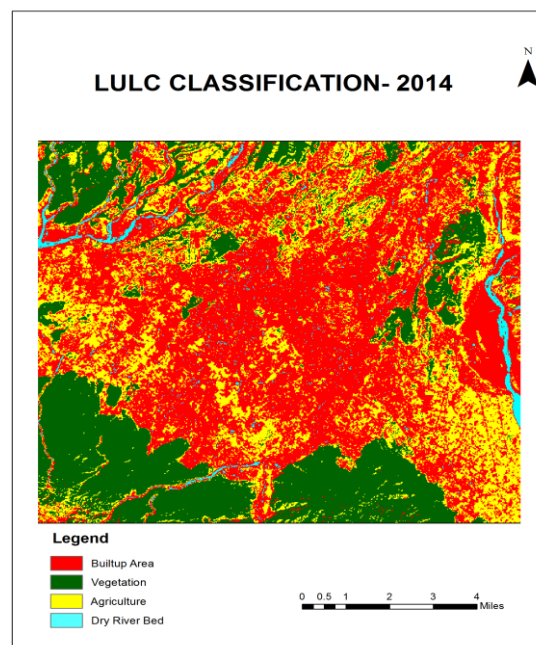 N
LULC CLASSIFICATION- 2014
Legend
Builtup Area
Vegetation
Agriculture
Dry River Bed
0 0.5 1 2 3 4
Miles